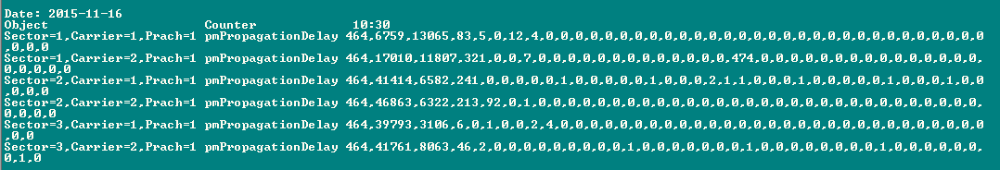 Date: 2015-11-16
Object Counter 10:30
Sector=1,Carrier=1,Prach=1 pmPropagationDelay 464,6759,13065,83,5,0,12,4,0,0,0,0,0,0,0,0,0,0,0,0,0,0,0,0,0,0,0,0,0,0,0,0,0,0,0,0,0,0
,0,0,0
Sector=1,Carrier=2,Prach=1 pmPropagationDelay 464,17010,11807,321,0,0,7,0,0,0,0,0,0,0,0,0,0,0,0,0,474,0,0,0,0,0,0,0,0,0,0,0,0,0,0,0,
0,0,0,0,0
Sector=2,Carrier=1,Prach=1 pmPropagationDelay 464,41414,6582,241,0,0,0,0,0,1,0,0,0,0,0,1,0,0,0,2,1,1,0,0,0,1,0,0,0,0,0,1,0,0,0,1,0,0
,0,0,0
Sector=2,Carrier=2,Prach=1 pmPropagationDelay 464,46863,6322,213,92,0,1,0,0,0,0,0,0,0,0,0,0,0,0,0,0,0,0,0,0,0,0,0,0,0,0,0,0,0,0,0,0,
0,0,0,0
Sector=3,Carrier=1,Prach=1 pmPropagationDelay 464,39793,3106,6,0,1,0,0,2,4,0,0,0,0,0,0,0,0,0,0,0,0,0,0,0,0,0,0,0,0,0,0,0,0,0,0,0,0,0
,0,0
Sector=3,Carrier=2,Prach=1 pmPropagationDelay 464,41761,8063,46,2,0,0,0,0,0,0,0,0,0,1,0,0,0,0,0,0,0,1,0,0,0,0,0,0,0,0,1,0,0,0,0,0,0,
0,1,0